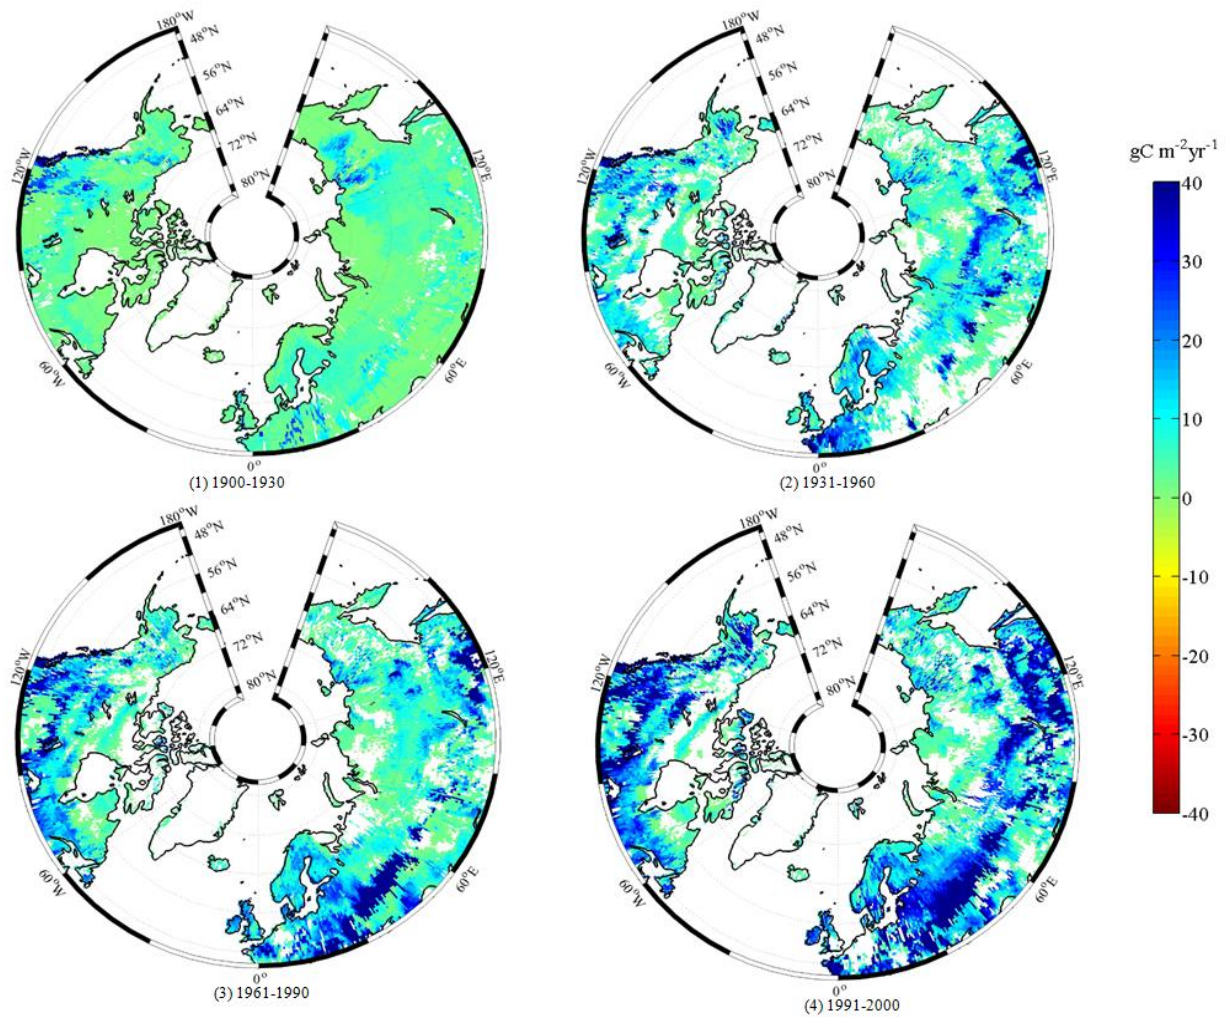 180°W
48°N
56°N
64°N
72°N
80°N
120°W
120°E
60°W
60°E
0°
(1) 1900-1930
180°W
48°N
56°N
64°N
72°N
80°N
120°W
120°E
60°W
60°E
0°
(2) 1931-1960
gC m⁻²yr⁻¹
40
30
20
10
0
-10
-20
-30
-40
180°W
48°N
56°N
64°N
72°N
80°N
120°W
120°E
60°W
60°E
0°
(3) 1961-1990
180°W
48°N
56°N
64°N
72°N
80°N
120°W
120°E
60°W
60°E
0°
(4) 1991-2000